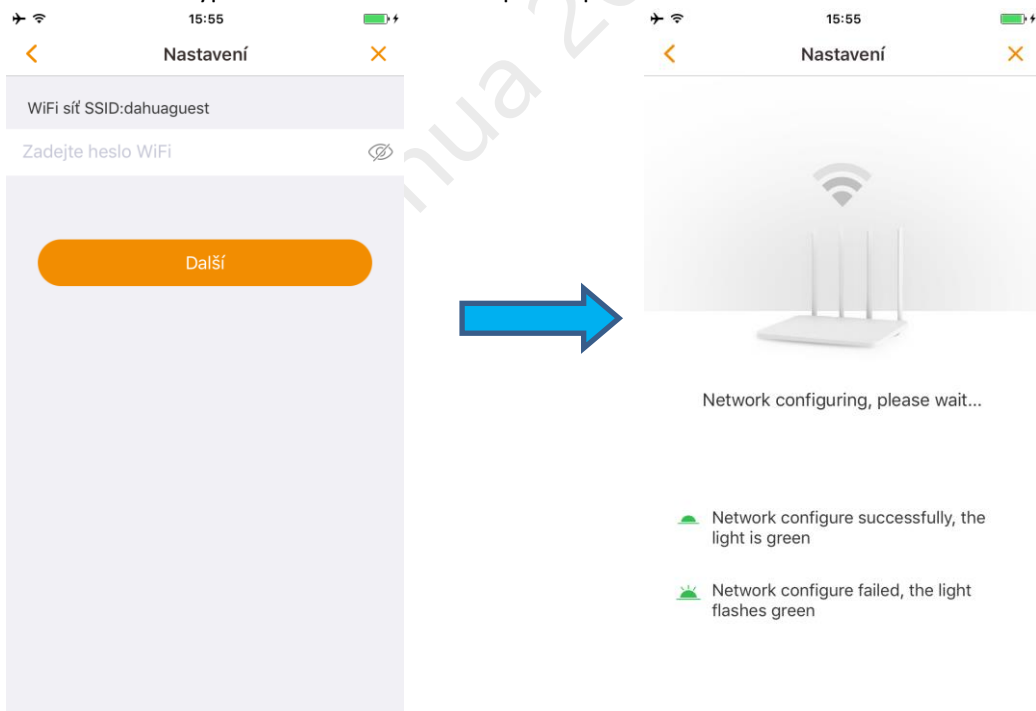 15:55
Nastavení
WiFi síť SSID:dahuaguest
Zadejte heslo WiFi
Další
15:55
Nastavení
Network configuring, please wait...
Network configure successfully, the
light is green
Network configure failed, the light
flashes green